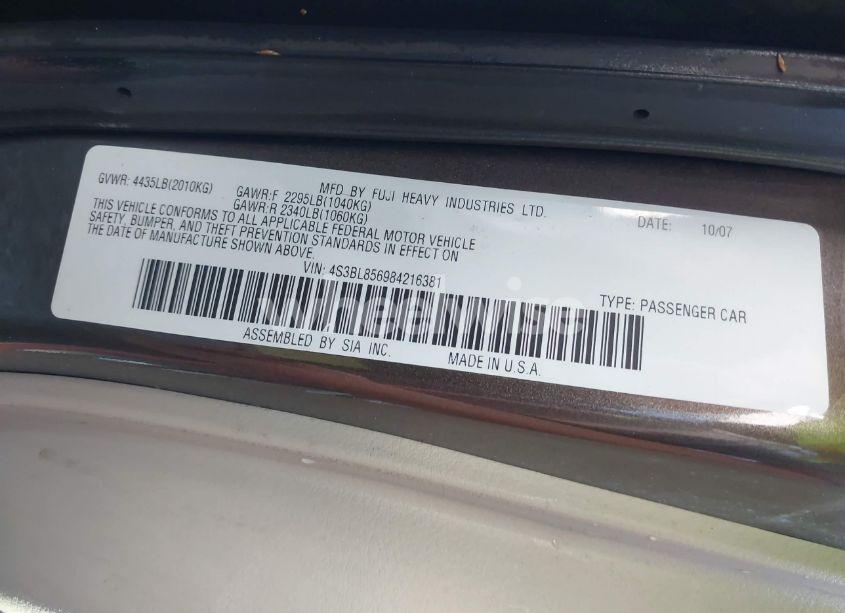 MFD. BY FUJI HEAVY INDUSTRIES LTD.
DATE: 10/07
GVWR: 4435LB(2010KG)
GAWR:F 2295LB(1040KG)
GAWR:R 2340LB(1060KG)
THIS VEHICLE CONFORMS TO ALL APPLICABLE FEDERAL MOTOR VEHICLE
SAFETY, BUMPER, AND THEFT PREVENTION STANDARDS IN EFFECT ON
THE DATE OF MANUFACTURE SHOWN ABOVE.
VIN: 4S3BL856984216381
TYPE: PASSENGER CAR
wheelwise
ASSEMBLED BY SIA INC.
MADE IN U.S.A.